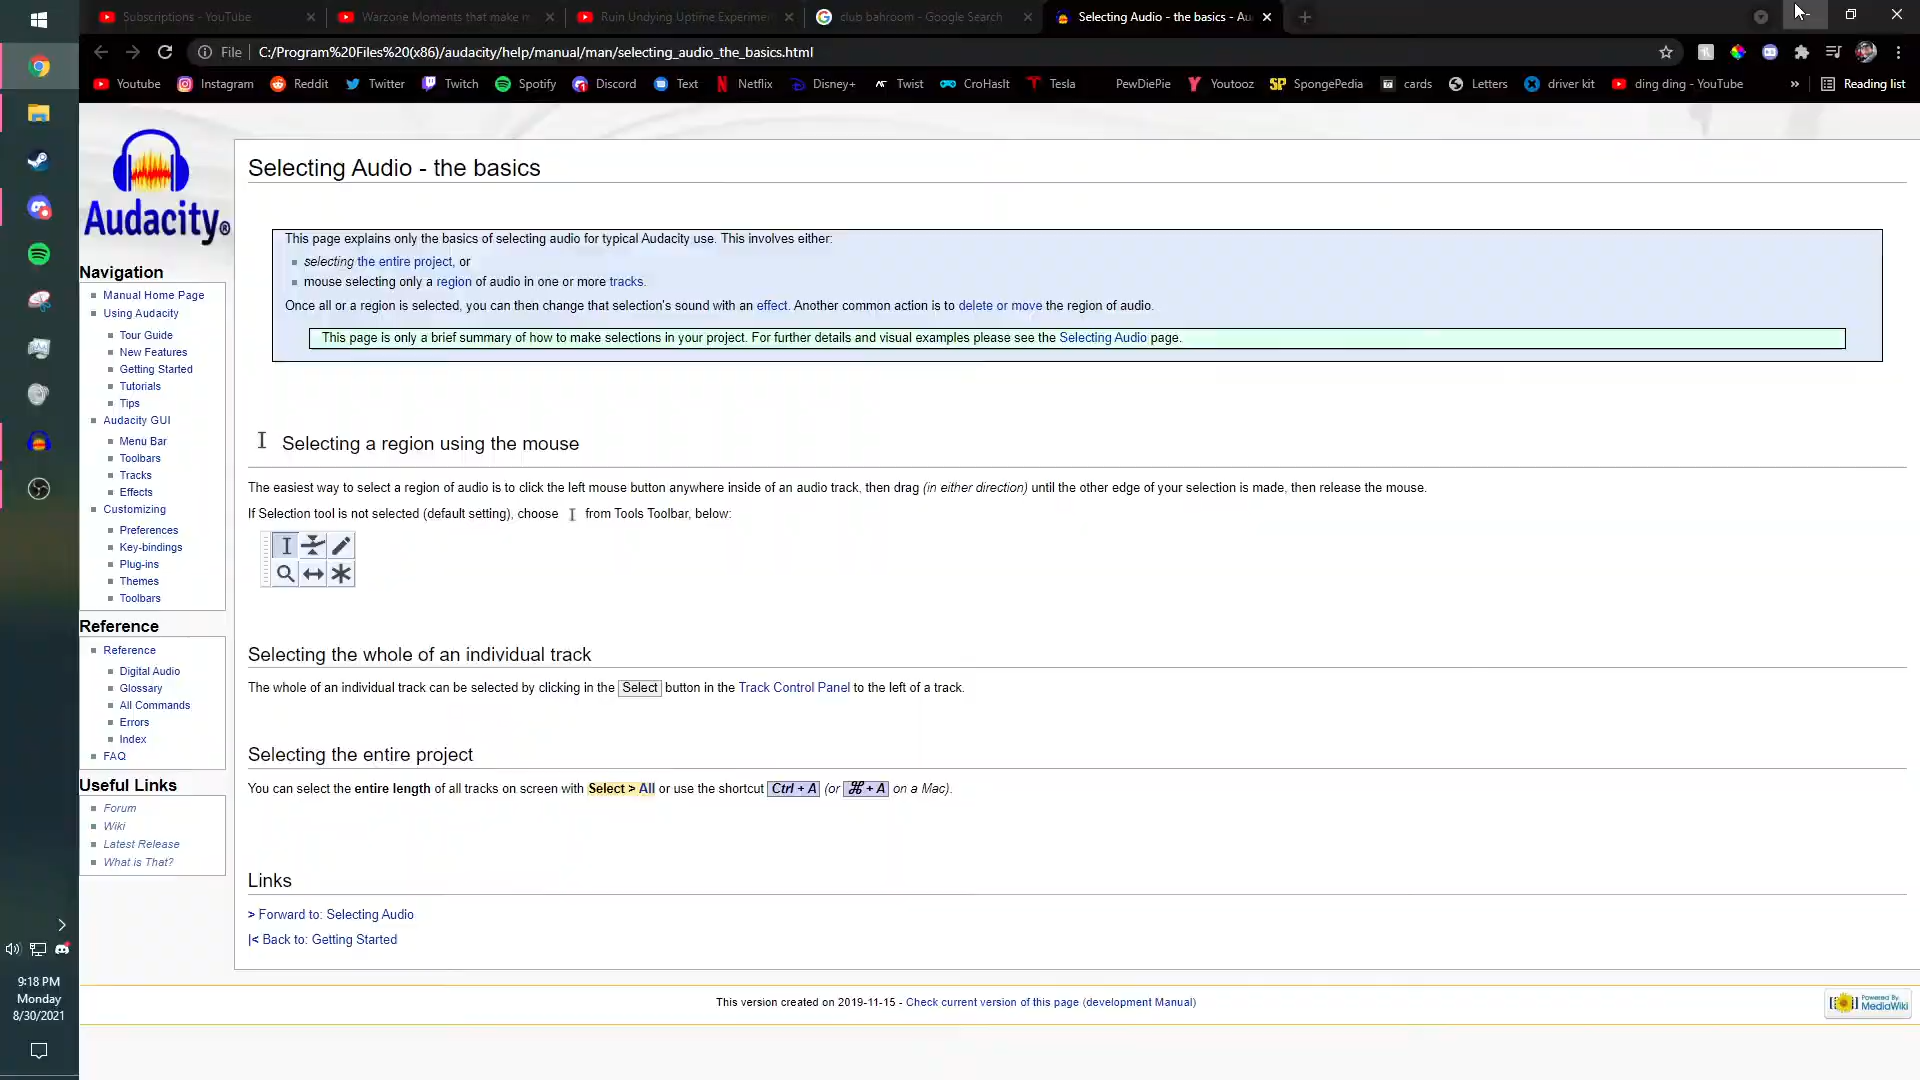 Subscriptions - YouTube
Warzone Moments that make m
Ruin Undying Uptime Experimen
club bahroom - Google Search
Selecting Audio - the basics - Au
File
C:/Program%20Files%20(x86)/audacity/help/manual/man/selecting_audio_the_basics.html
Youtube
Instagram
Reddit
Twitter
Twitch
Spotify
Discord
Text
Netflix
Disney+
Twist
CroHasIt
Tesla
PewDiePie
Youtooz
SpongePedia
cards
Letters
driver kit
ding ding - YouTube
»
Reading list
Audacity®
Navigation
Manual Home Page
Using Audacity
Tour Guide
New Features
Getting Started
Tutorials
Tips
Audacity GUI
Menu Bar
Toolbars
Tracks
Effects
Customizing
Preferences
Key-bindings
Plug-ins
Themes
Toolbars
Reference
Reference
Digital Audio
Glossary
All Commands
Errors
Index
FAQ
Useful Links
Forum
Wiki
Latest Release
What is That?
Selecting Audio - the basics
This page explains only the basics of selecting audio for typical Audacity use. This involves either:
selecting the entire project, or
mouse selecting only a region of audio in one or more tracks.
Once all or a region is selected, you can then change that selection's sound with an effect. Another common action is to delete or move the region of audio.
This page is only a brief summary of how to make selections in your project. For further details and visual examples please see the Selecting Audio page.
Selecting a region using the mouse
The easiest way to select a region of audio is to click the left mouse button anywhere inside of an audio track, then drag (in either direction) until the other edge of your selection is made, then release the mouse.
If Selection tool is not selected (default setting), choose from Tools Toolbar, below:
Selecting the whole of an individual track
The whole of an individual track can be selected by clicking in the Select button in the Track Control Panel to the left of a track.
Selecting the entire project
You can select the entire length of all tracks on screen with Select > All or use the shortcut Ctrl + A (or ⌘ + A on a Mac).
Links
> Forward to: Selecting Audio
|< Back to: Getting Started
This version created on 2019-11-15 - Check current version of this page (development Manual)
Powered By
MediaWiki
9:18 PM
Monday
8/30/2021